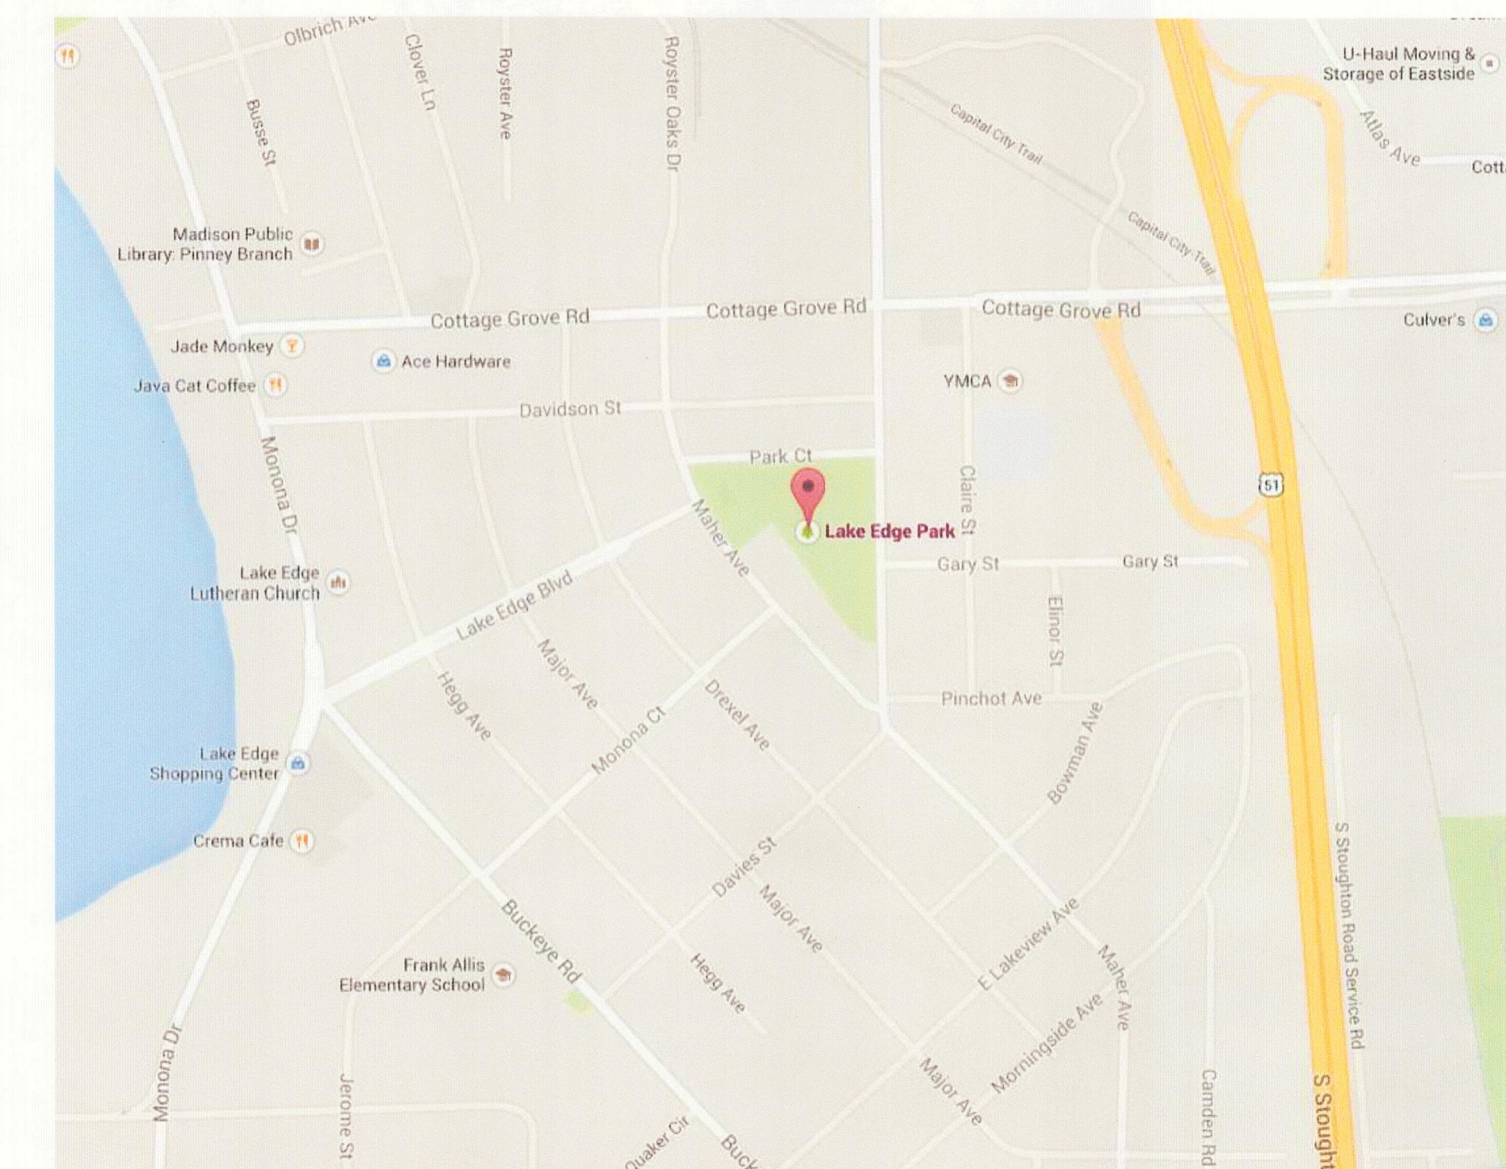 Olbrich Ave
Clover Ln
Royster Ave
Royster Oaks Dr
Busse St
U-Haul Moving &
Storage of Eastside
Atlas Ave
Capital City Trail
Capital City Trail
Madison Public
Library: Pinney Branch
Cottage Grove Rd
Cottage Grove Rd
Cottage Grove Rd
Culver's
Jade Monkey
Ace Hardware
Java Cat Coffee
YMCA
Davidson St
Park Ct
Monona Dr
Claire St
51
Maher Ave
Lake Edge Park
Gary St
Gary St
Lake Edge
Lutheran Church
Lake Edge Blvd
Elinor St
Major Ave
Hegg Ave
Drexel Ave
Pinchot Ave
Monona Ct
Bowman Ave
Lake Edge
Shopping Center
Crema Cafe
Davies St
Major Ave
S Stoughton Road Service Rd
Buckeye Rd
E Lakeview Ave
Frank Allis
Elementary School
Hegg Ave
Maher Ave
Morningside Ave
Monona Dr
Jerome St
Major Ave
Camden Rd
S Stough
Quaker Cir
Buck
Cott